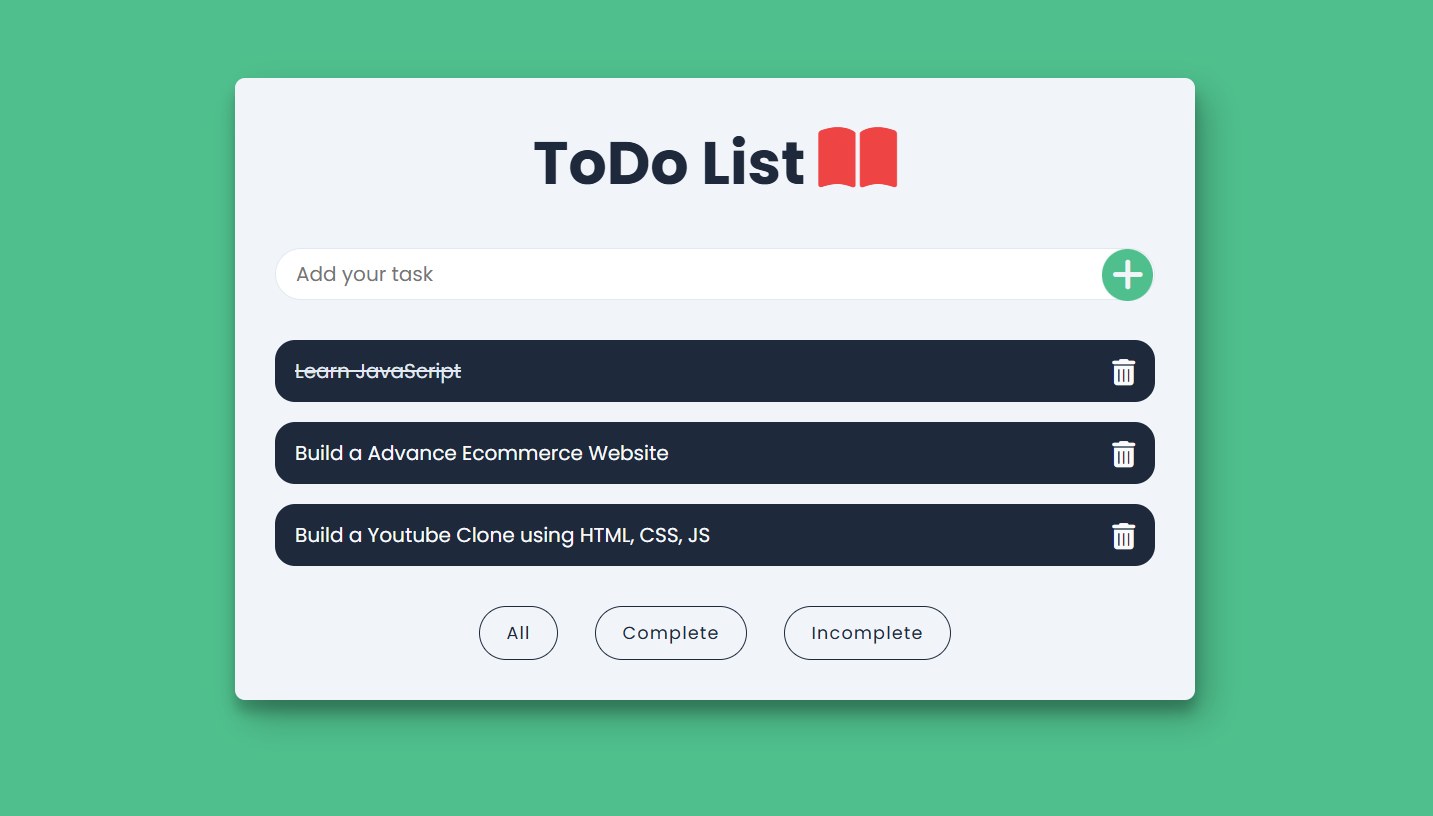 ToDo List
Add your task
Learn JavaScript
Build a Advance Ecommerce Website
Build a Youtube Clone using HTML, CSS, JS
All Complete Incomplete